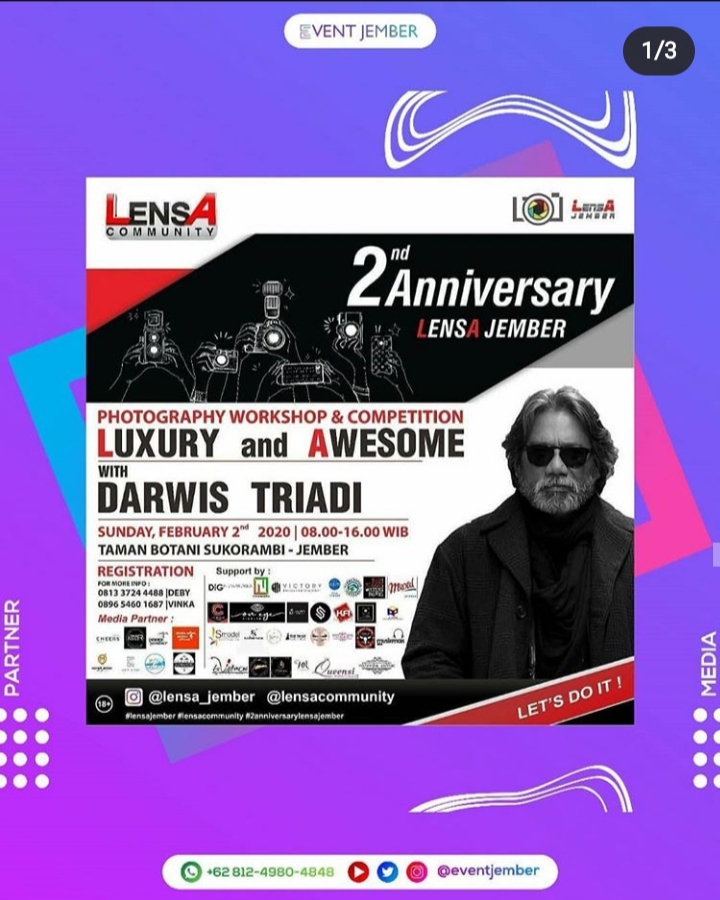 EVENT JEMBER
1/3
LENSA
COMMUNITY
LENSA
JEMBER
2nd Anniversary
LENSA JEMBER
PHOTOGRAPHY WORKSHOP & COMPETITION
LUXURY and AWESOME
WITH
DARWIS TRIADI
SUNDAY, FEBRUARY 2nd 2020 | 08.00-16.00 WIB
TAMAN BOTANI SUKORAMBI - JEMBER
REGISTRATION
FOR MORE INFO :
0813 3724 4488 |DEBY
0896 5460 1687 |VINKA
Media Partner :
CHEERS
Support by :
VICTORY
Smodel
Queensi
18+
@lensa_jember @lensacommunity
#lensajember #lensacommunity #2anniversarylensajember
LET'S DO IT !
PARTNER
MEDIA
+62 812-4980-4848
@eventjember